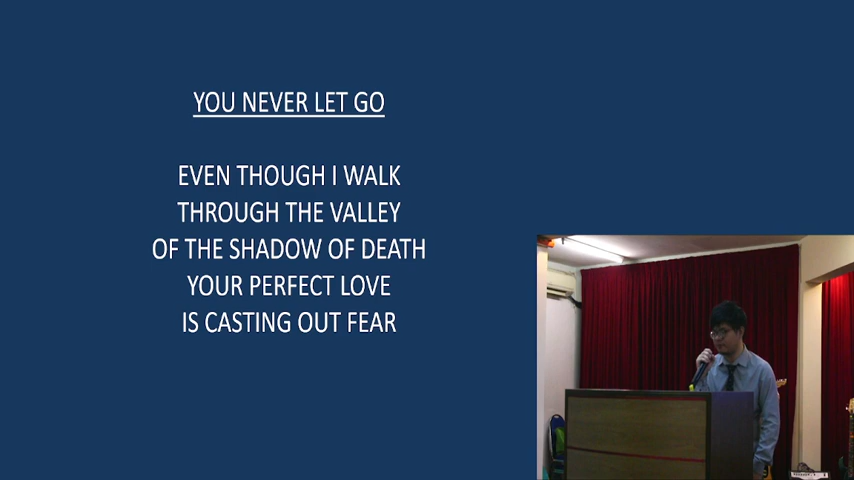 YOU NEVER LET GO
EVEN THOUGH I WALK
THROUGH THE VALLEY
OF THE SHADOW OF DEATH
YOUR PERFECT LOVE
IS CASTING OUT FEAR